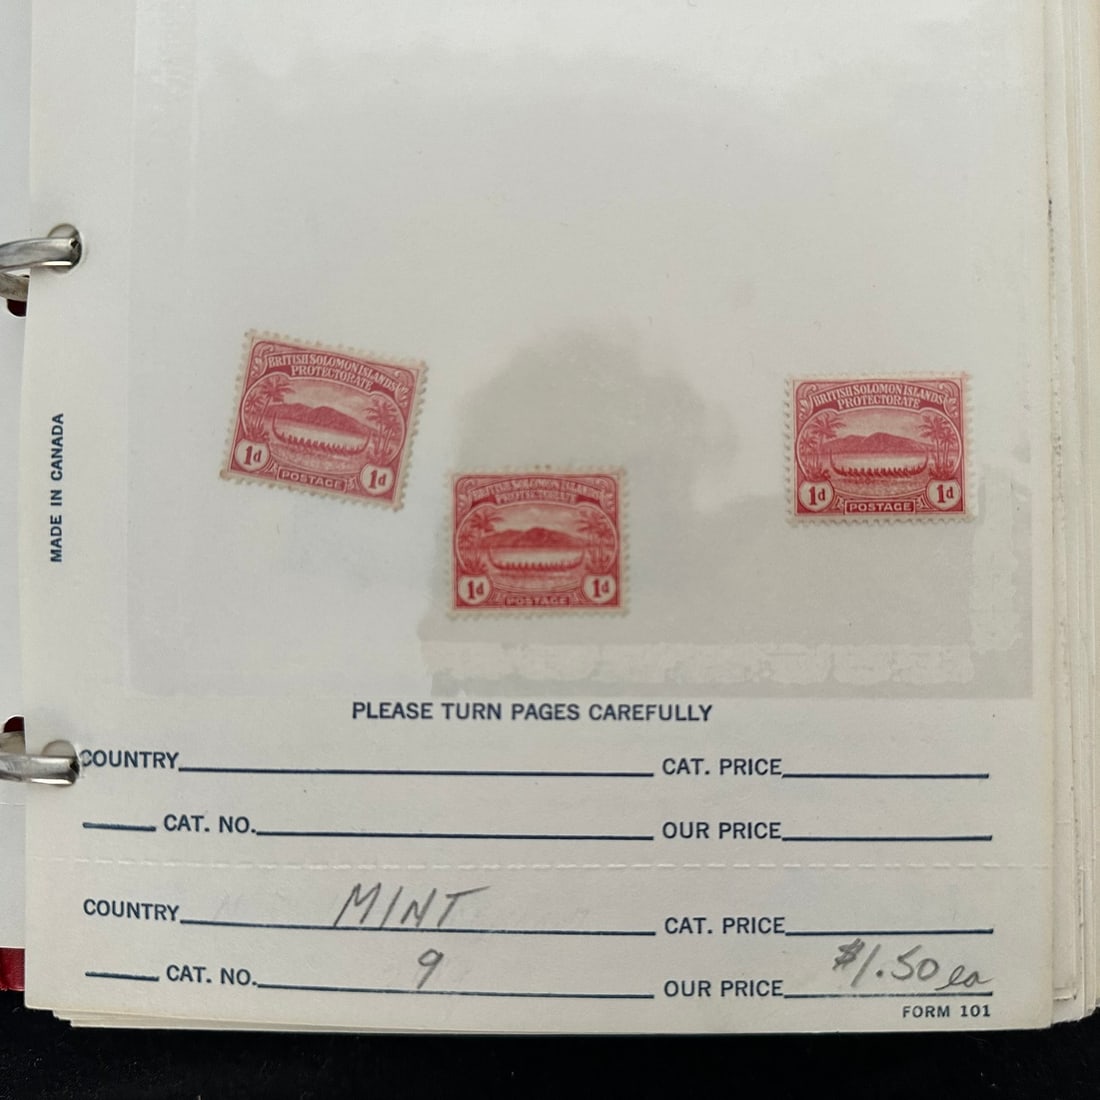 MADE IN CANADA
BRITISH SOLOMON ISLANDS
PROTECTORATE
1d
1d
POSTAGE
BRITISH SOLOMON ISLANDS
PROTECTORATE
1d
1d
POSTAGE
BRITISH SOLOMON ISLANDS
PROTECTORATE
1d
1d
POSTAGE
PLEASE TURN PAGES CAREFULLY
COUNTRY CAT. PRICE
CAT. NO. OUR PRICE
COUNTRY MINT CAT. PRICE
CAT. NO. 9 OUR PRICE $1.50 ea
FORM 101